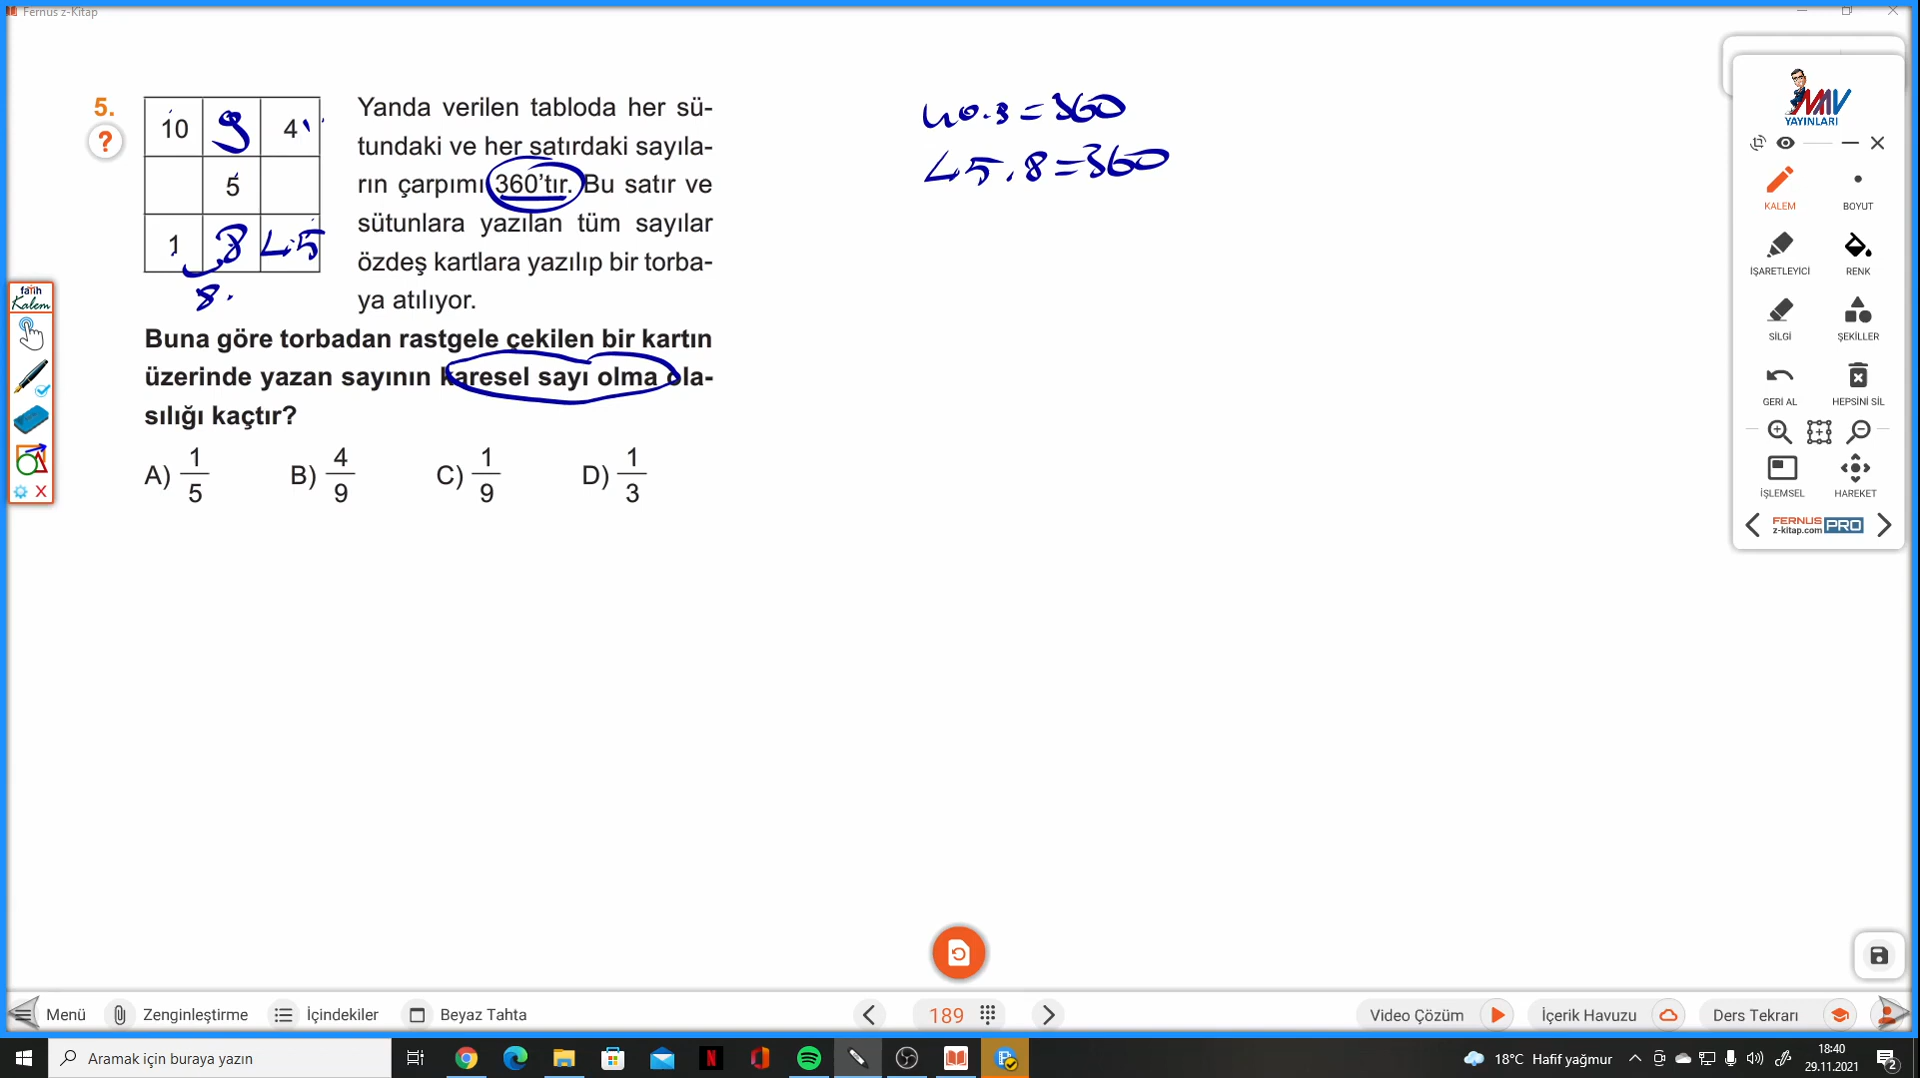 Fernus z-Kitap
5.
?
10 9 4
5
1 8 45
8
Yanda verilen tabloda her sü-
tundaki ve her satırdaki sayıla-
rın çarpımı 360'tır. Bu satır ve
sütunlara yazılan tüm sayılar
özdeş kartlara yazılıp bir torba-
ya atılıyor.
Buna göre torbadan rastgele çekilen bir kartın
üzerinde yazan sayının karesel sayı olma ola-
sılığı kaçtır?
A) 1/5 B) 4/9 C) 1/9 D) 1/3
40.9=360
45.8=360
fatih
Kalem
MAV
YAYINLARI
KALEM BOYUT
İŞARETLEYİCİ RENK
SİLGİ ŞEKİLLER
GERİ AL HEPSİNİ SİL
İŞLEMSEL HAREKET
FERNUS PRO
z-kitap.com
Menü Zenginleştirme İçindekiler Beyaz Tahta 189 Video Çözüm İçerik Havuzu Ders Tekrarı
Aramak için buraya yazın
18°C Hafif yağmur
18:40
29.11.2021
2